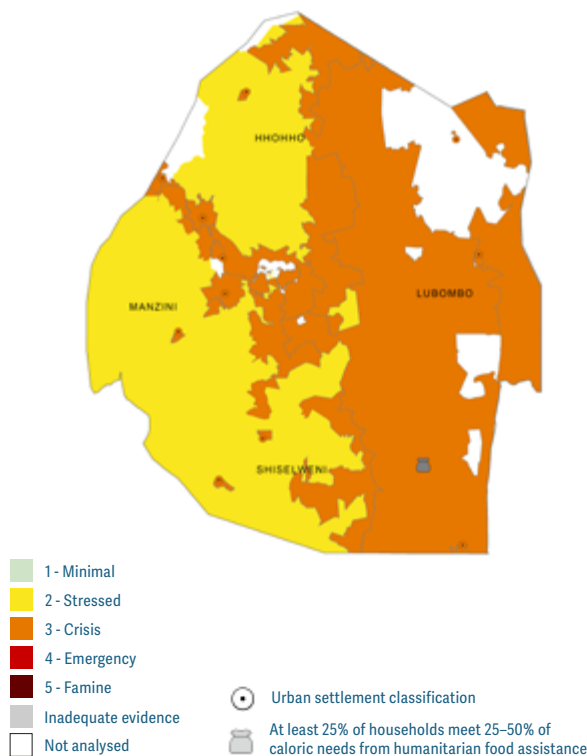 HHOHHO
LUBOMBO
MANZINI
SHISELWENI
1 - Minimal
2 - Stressed
3 - Crisis
4 - Emergency
5 - Famine
Inadequate evidence
Not analysed
Urban settlement classification
At least 25% of households meet 25–50% of
caloric needs from humanitarian food assistance